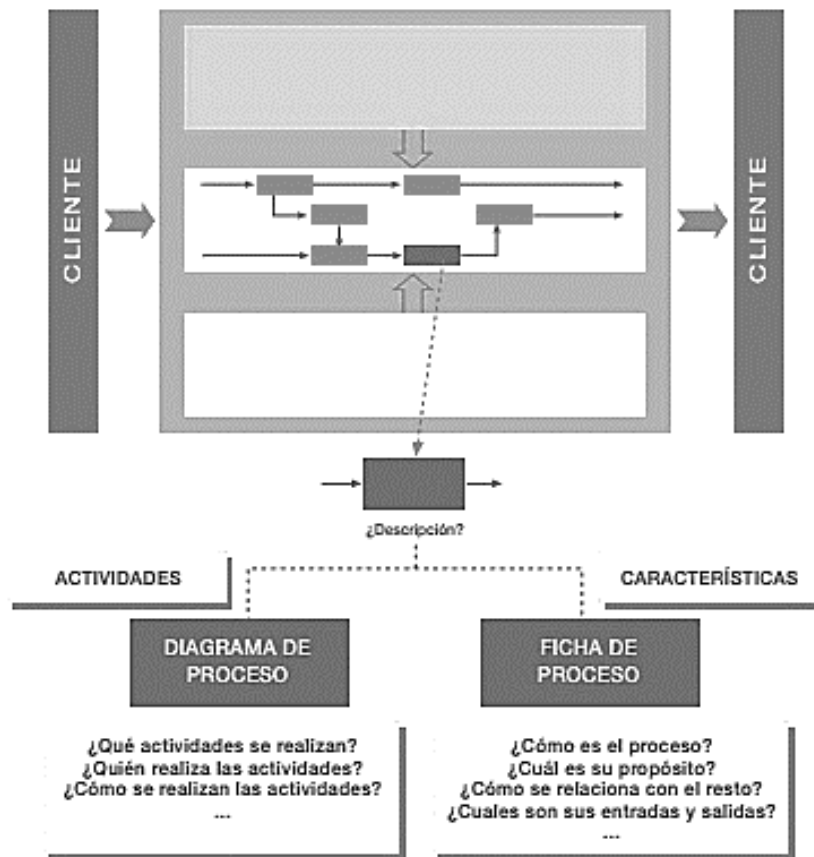 CLIENTE
CLIENTE
¿Descripción?
ACTIVIDADES
CARACTERÍSTICAS
DIAGRAMA DE
PROCESO
FICHA DE
PROCESO
¿Qué actividades se realizan?
¿Quién realiza las actividades?
¿Cómo se realizan las actividades?
...
¿Cómo es el proceso?
¿Cuál es su propósito?
¿Cómo se relaciona con el resto?
¿Cuales son sus entradas y salidas?
...